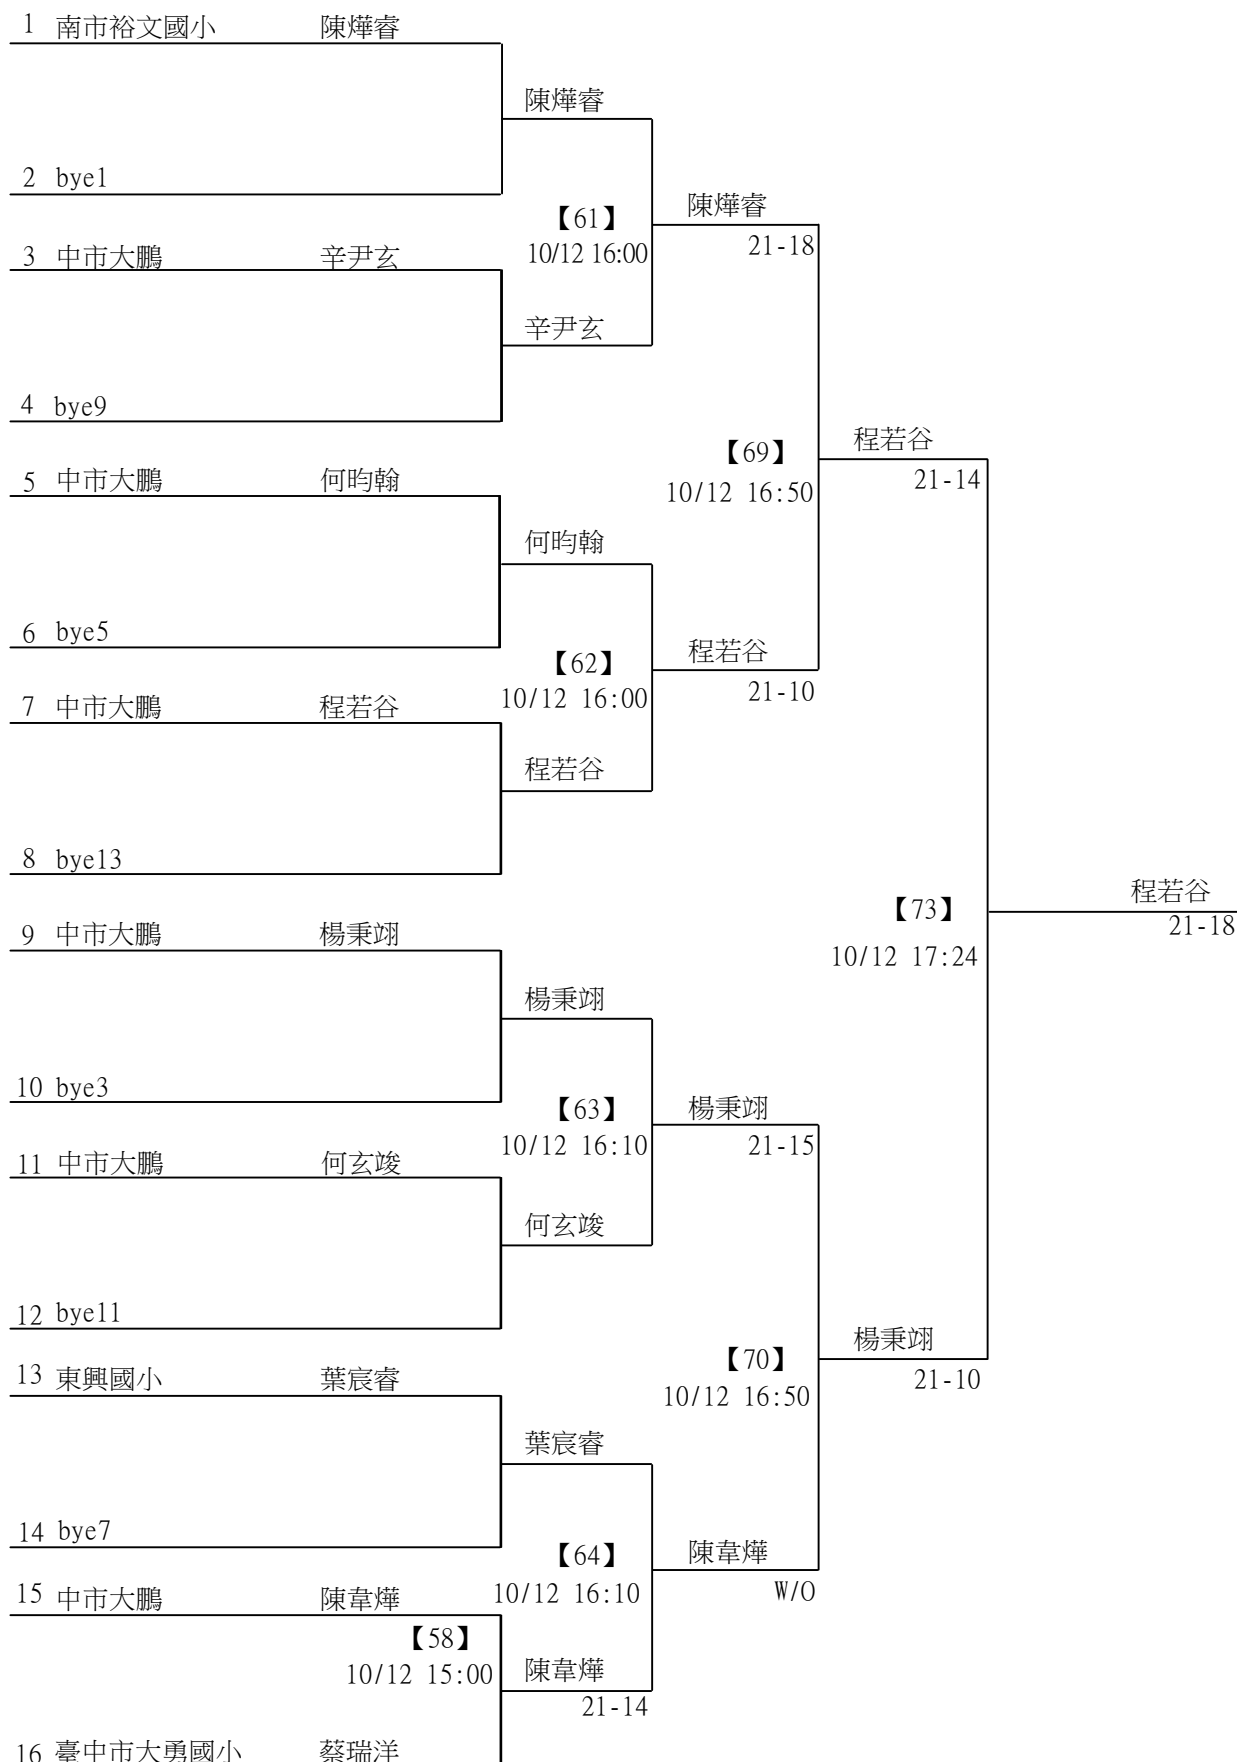 1 南市裕文國小 陳燁睿
陳燁睿
2 bye1
【61】
10/12 16:00
陳燁睿
21-18
3 中市大鵬 辛尹玄
辛尹玄
4 bye9
【69】
10/12 16:50
程若谷
21-14
5 中市大鵬 何昀翰
何昀翰
6 bye5
【62】
10/12 16:00
程若谷
21-10
7 中市大鵬 程若谷
程若谷
8 bye13
【73】
10/12 17:24
程若谷
21-18
9 中市大鵬 楊秉翊
楊秉翊
10 bye3
【63】
10/12 16:10
楊秉翊
21-15
11 中市大鵬 何玄竣
何玄竣
12 bye11
【70】
10/12 16:50
楊秉翊
21-10
13 東興國小 葉宸睿
葉宸睿
14 bye7
【64】
10/12 16:10
陳韋燁
W/O
15 中市大鵬 陳韋燁
【58】
10/12 15:00
陳韋燁
21-14
16 臺中市大勇國小 蔡瑞洋